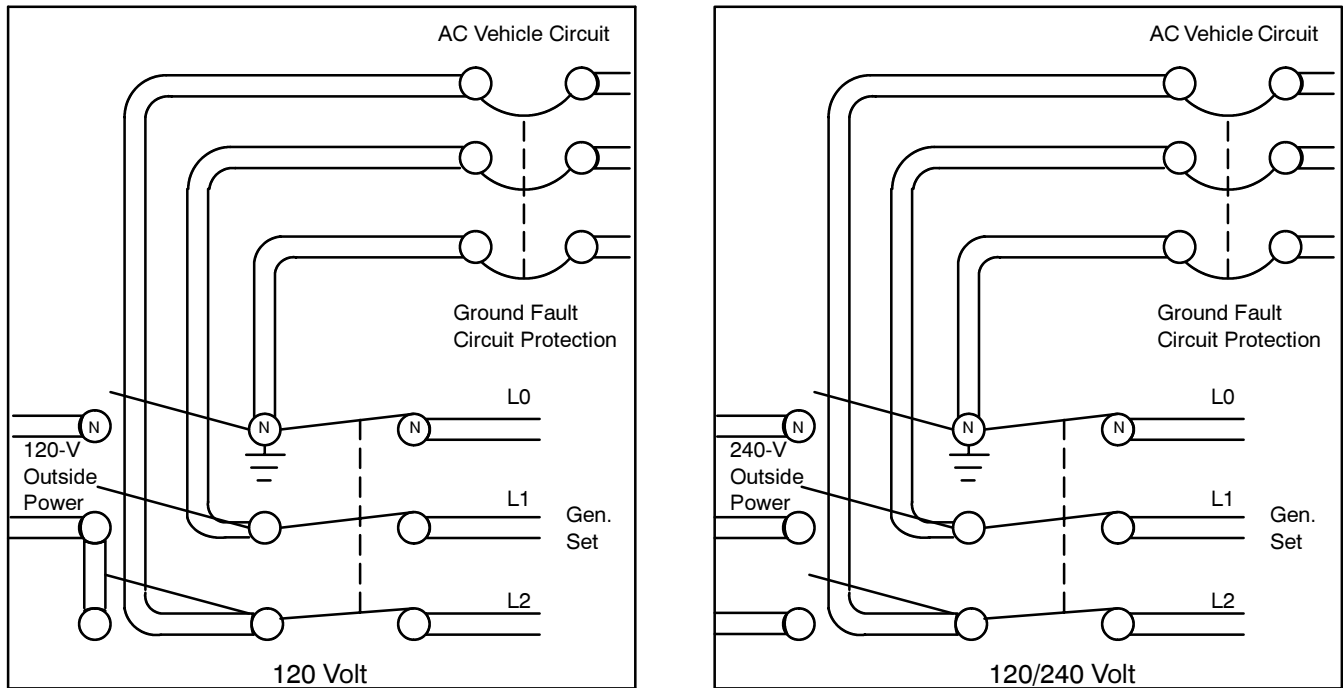 AC Vehicle Circuit
Ground Fault
Circuit Protection
L0
N
N
N
120-V
Outside
Power
L1
Gen.
Set
L2
120 Volt
AC Vehicle Circuit
Ground Fault
Circuit Protection
L0
N
N
N
240-V
Outside
Power
L1
Gen.
Set
L2
120/240 Volt